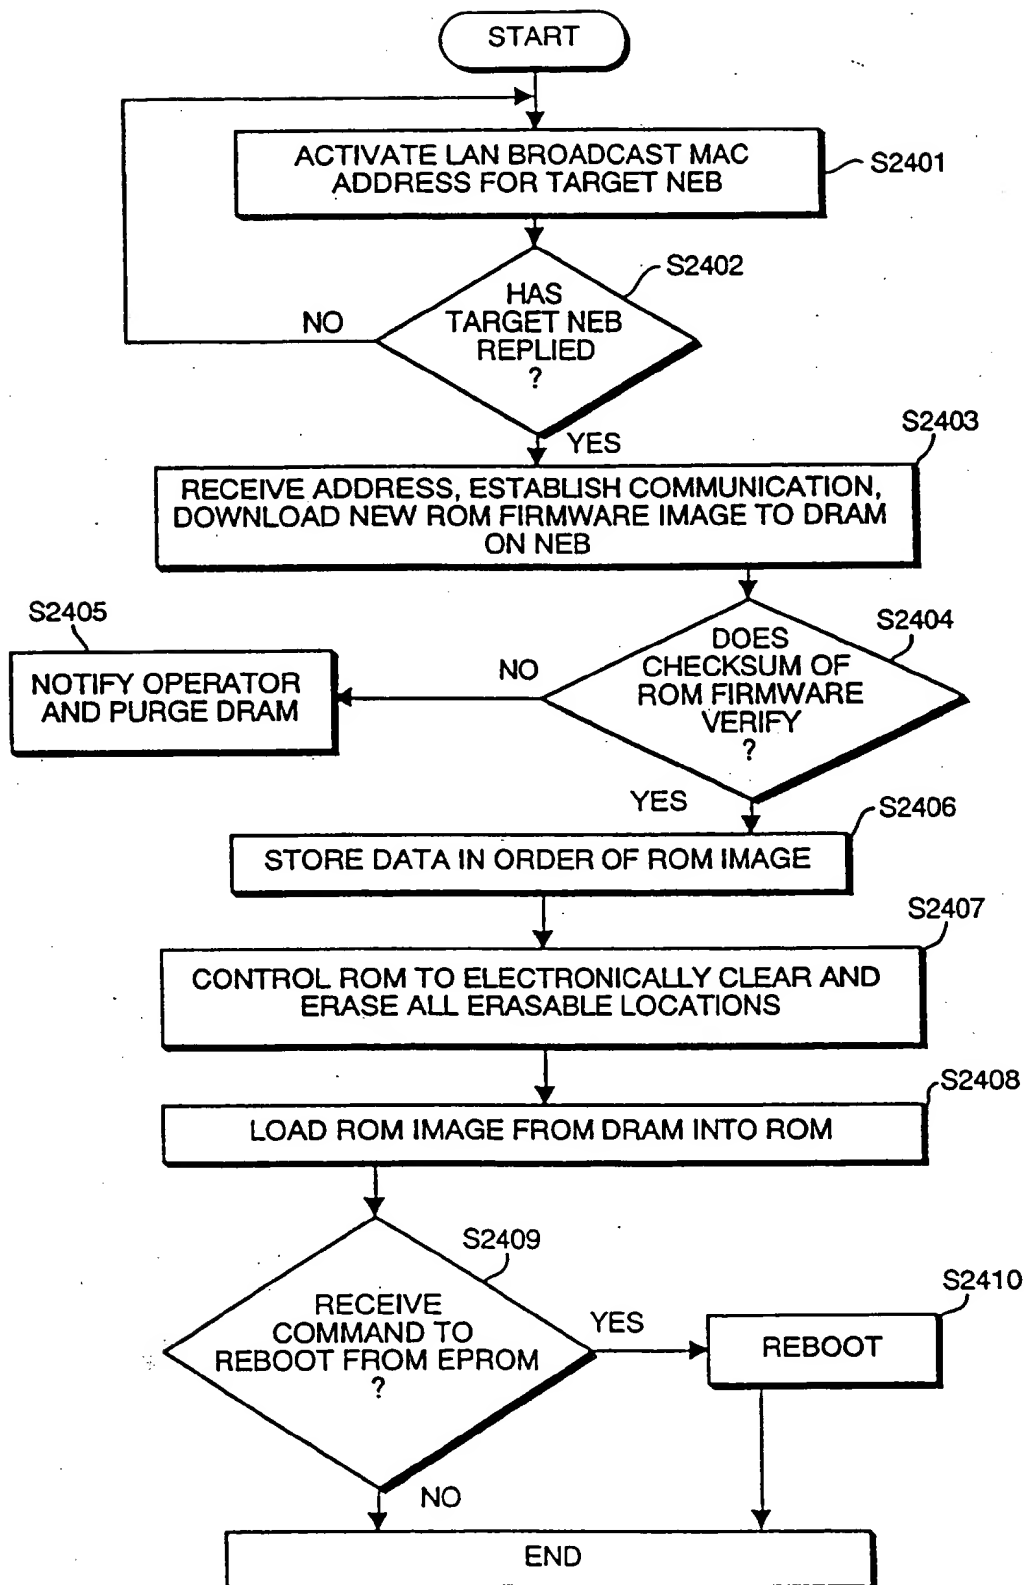 START
ACTIVATE LAN BROADCAST MAC
ADDRESS FOR TARGET NEB
S2401
S2402
HAS
TARGET NEB
REPLIED
?
NO
YES
S2403
RECEIVE ADDRESS, ESTABLISH COMMUNICATION,
DOWNLOAD NEW ROM FIRMWARE IMAGE TO DRAM
ON NEB
S2404
DOES
CHECKSUM OF
ROM FIRMWARE
VERIFY
?
NO
S2405
NOTIFY OPERATOR
AND PURGE DRAM
YES
S2406
STORE DATA IN ORDER OF ROM IMAGE
S2407
CONTROL ROM TO ELECTRONICALLY CLEAR AND
ERASE ALL ERASABLE LOCATIONS
S2408
LOAD ROM IMAGE FROM DRAM INTO ROM
S2409
RECEIVE
COMMAND TO
REBOOT FROM EPROM
?
YES
S2410
REBOOT
NO
END